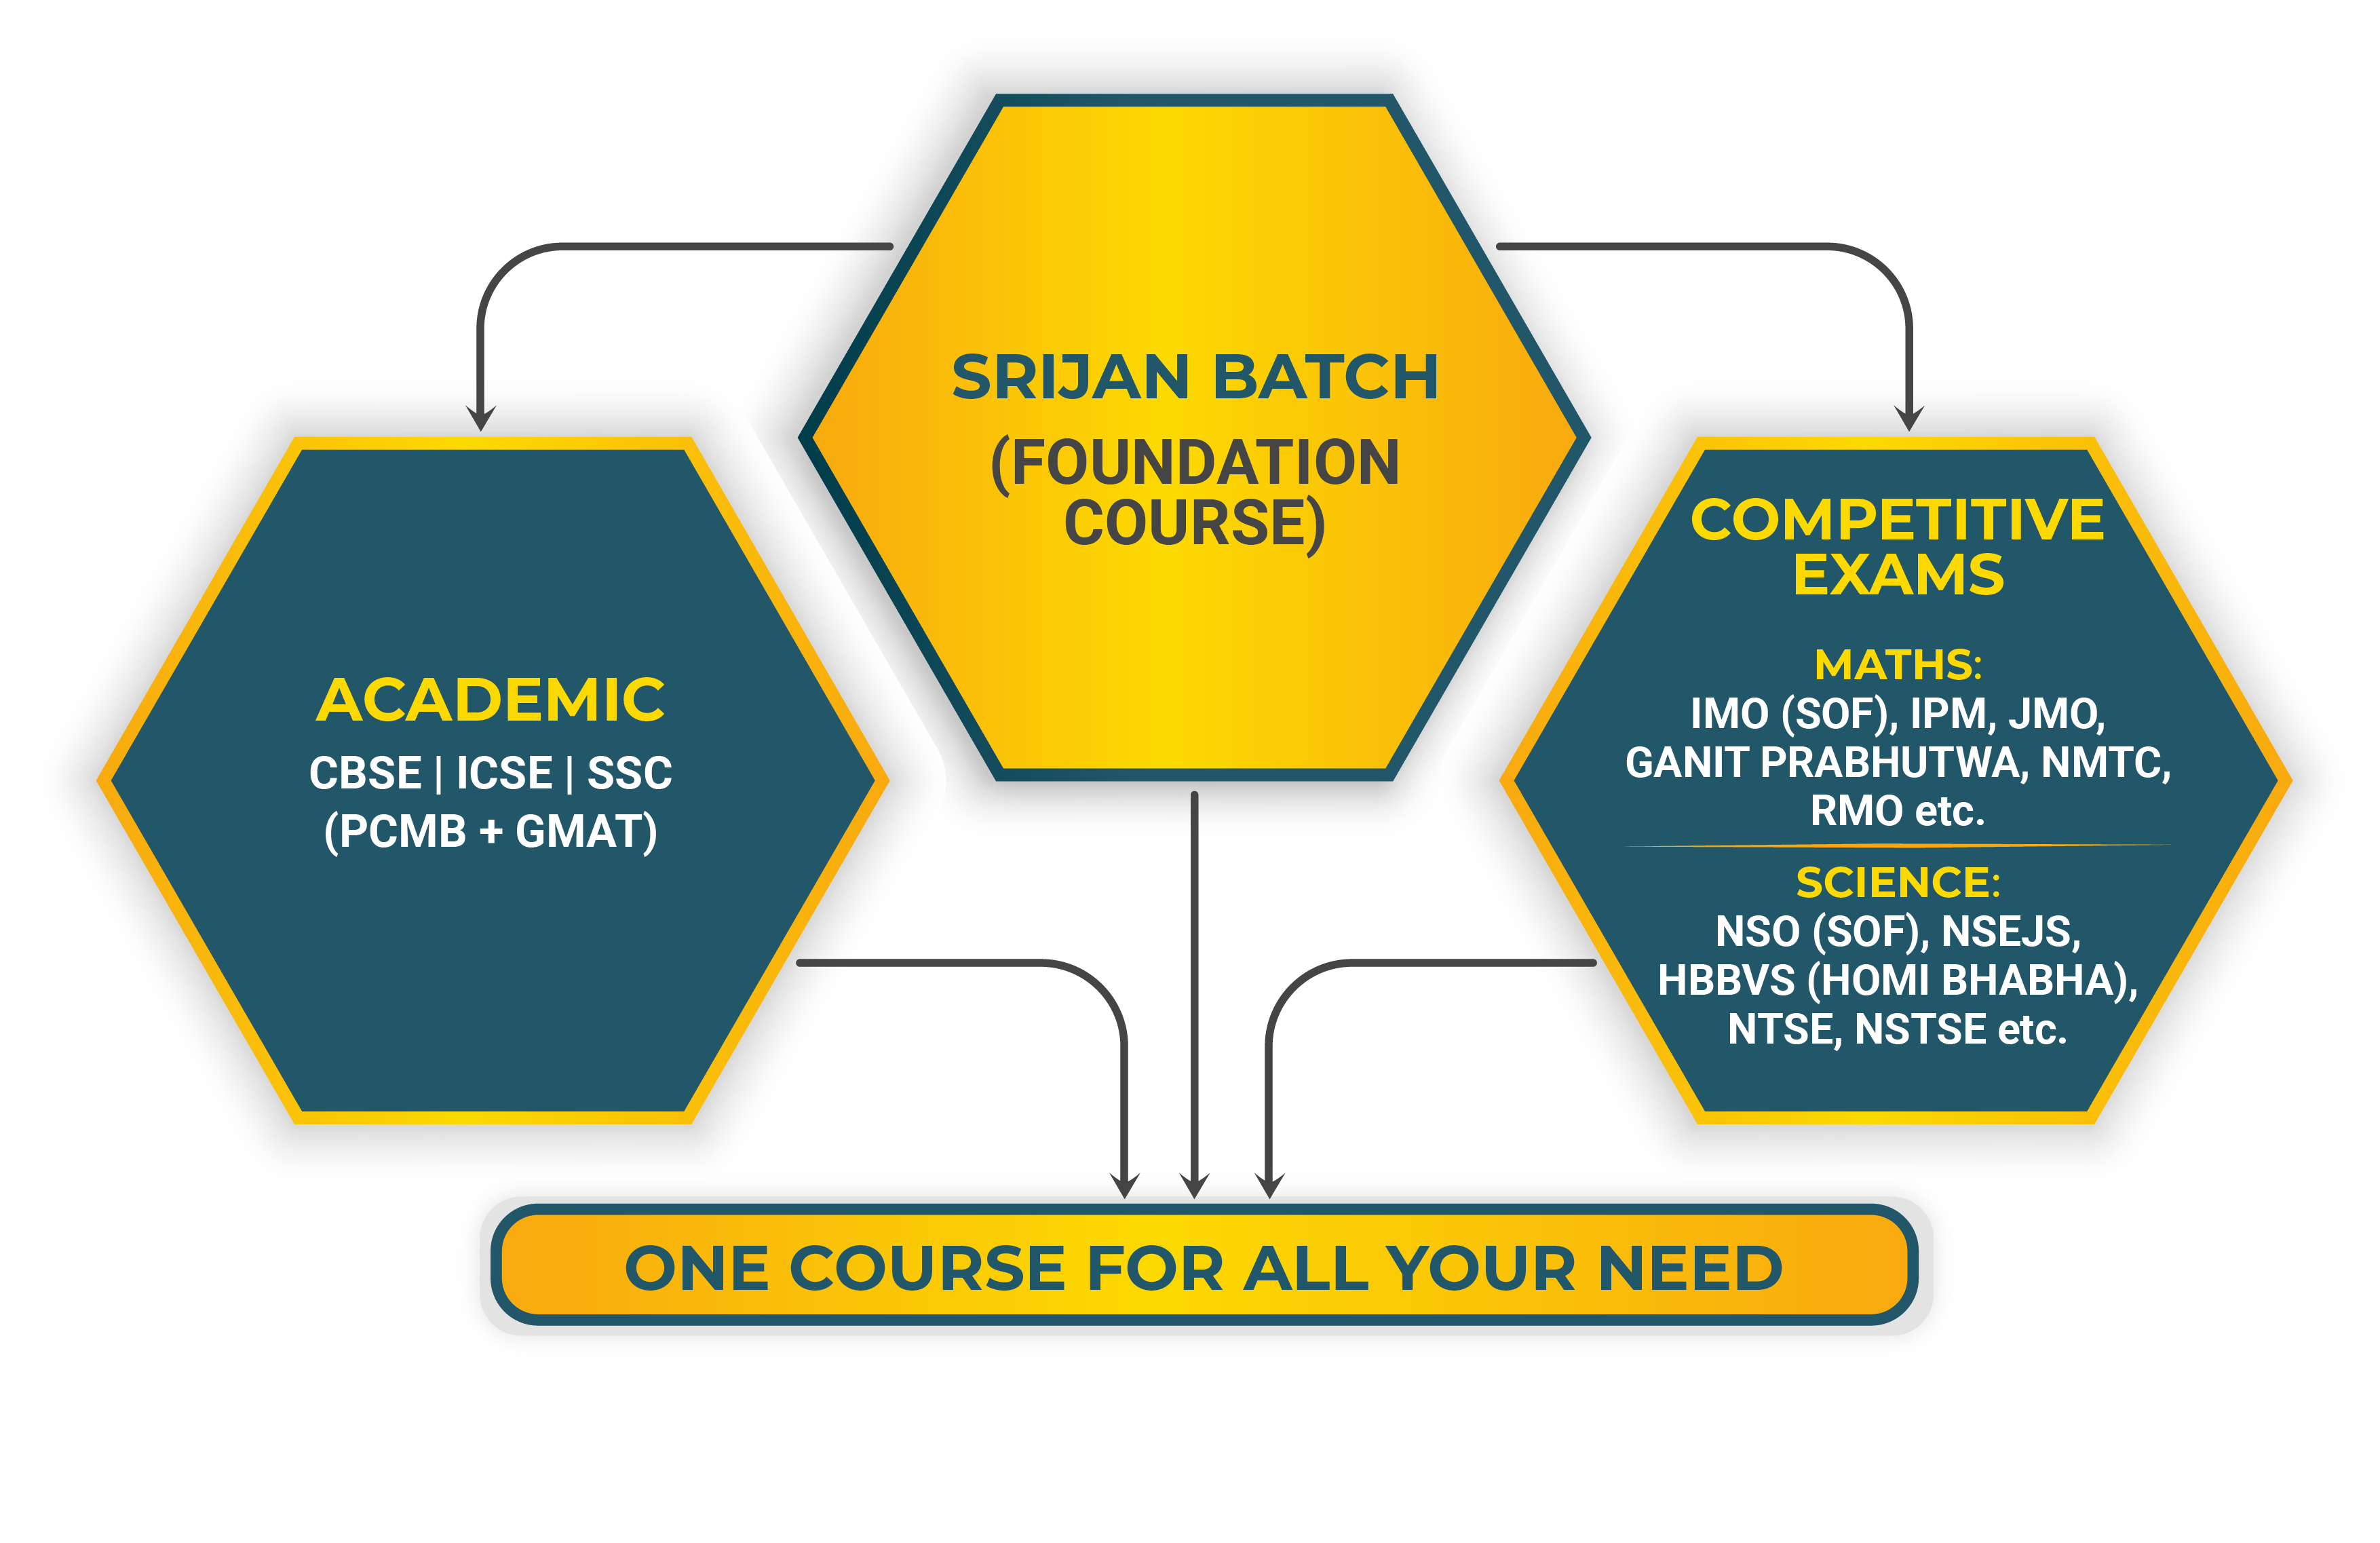 SRIJAN BATCH
(FOUNDATION
COURSE)
ACADEMIC
CBSE | ICSE | SSC
(PCMB + GMAT)
COMPETITIVE
EXAMS
MATHS:
IMO (SOF), IPM, JMO,
GANIT PRABHUTWA, NMTC,
RMO etc.
SCIENCE:
NSO (SOF), NSEJS,
HBBVS (HOMI BHABHA),
NTSE, NSTSE etc.
ONE COURSE FOR ALL YOUR NEED